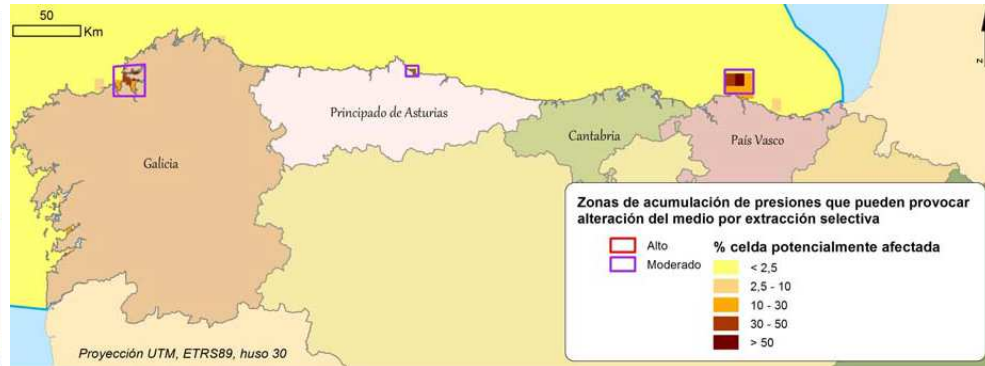 50
Km
N
Principado de Asturias
Cantabria
País Vasco
Galicia
Zonas de acumulación de presiones que pueden provocar
alteración del medio por extracción selectiva
Alto
Moderado
% celda potencialmente afectada
< 2,5
2,5 - 10
10 - 30
30 - 50
> 50
Proyección UTM, ETRS89, huso 30